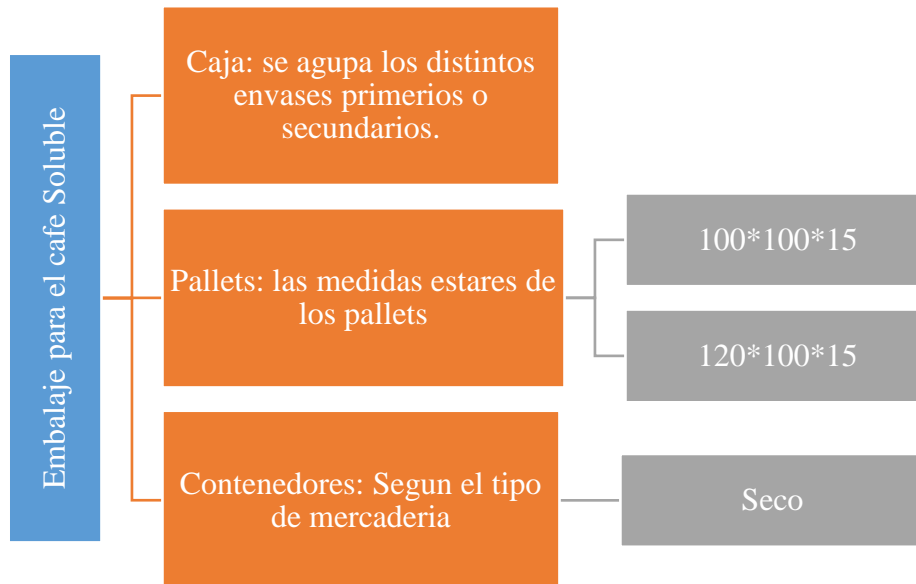 Embalaje para el cafe Soluble
Caja: se agupa los distintos
envases primerios o
secundarios.
Pallets: las medidas estares de
los pallets
100*100*15
120*100*15
Contenedores: Segun el tipo
de mercaderia
Seco